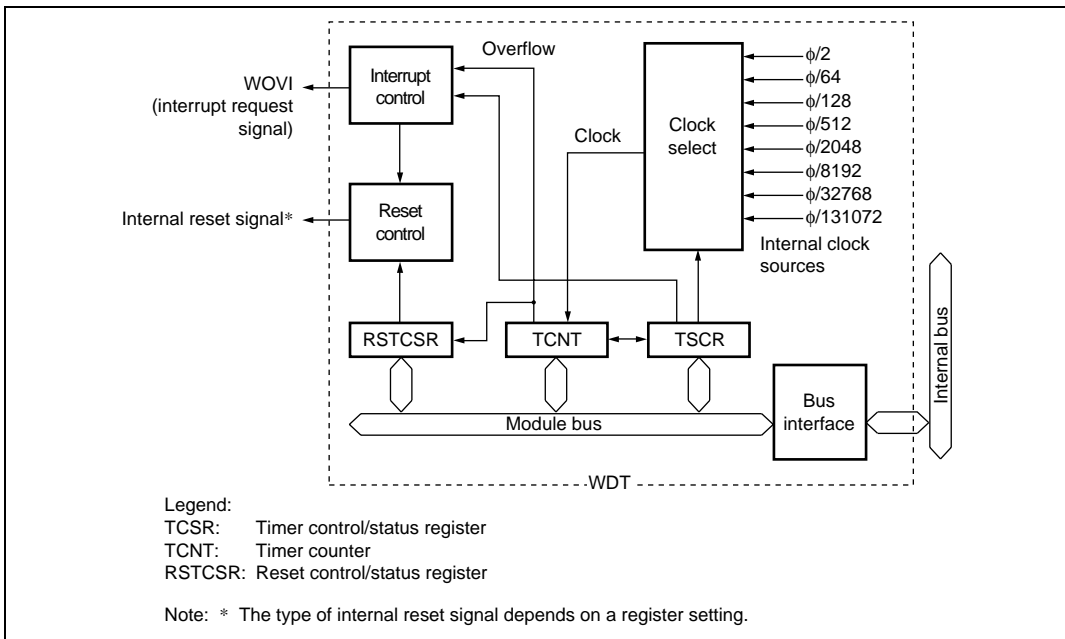 Overflow
WOVI
(interrupt request
signal)
Interrupt
control
Clock
Clock
select
ϕ/2
ϕ/64
ϕ/128
ϕ/512
ϕ/2048
ϕ/8192
ϕ/32768
ϕ/131072
Internal clock
sources
Internal reset signal*
Reset
control
RSTCSR
TCNT
TSCR
Module bus
Bus
interface
Internal bus
WDT
Legend:
TCSR: Timer control/status register
TCNT: Timer counter
RSTCSR: Reset control/status register
Note: * The type of internal reset signal depends on a register setting.